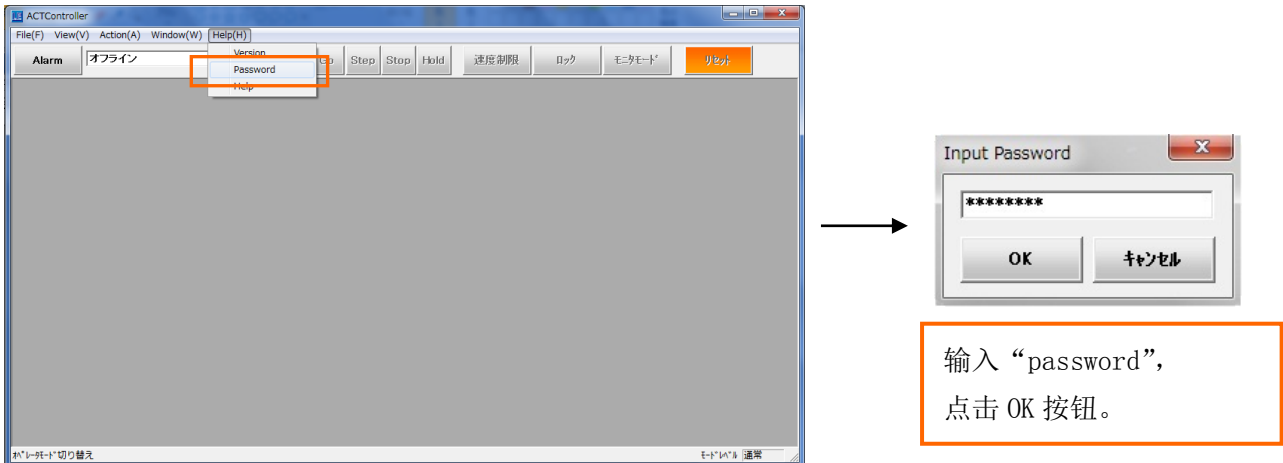 ACTController
File(F) View(V) Action(A) Window(W) Help(H)
Alarm オフライン Step Stop Hold 速度制限 ロック モニタモード リセット
Version
Password
Help
オペレータモード切り替え モードレベル 通常
Input Password
********
OK キャンセル
输入“password”，
点击 OK 按钮。